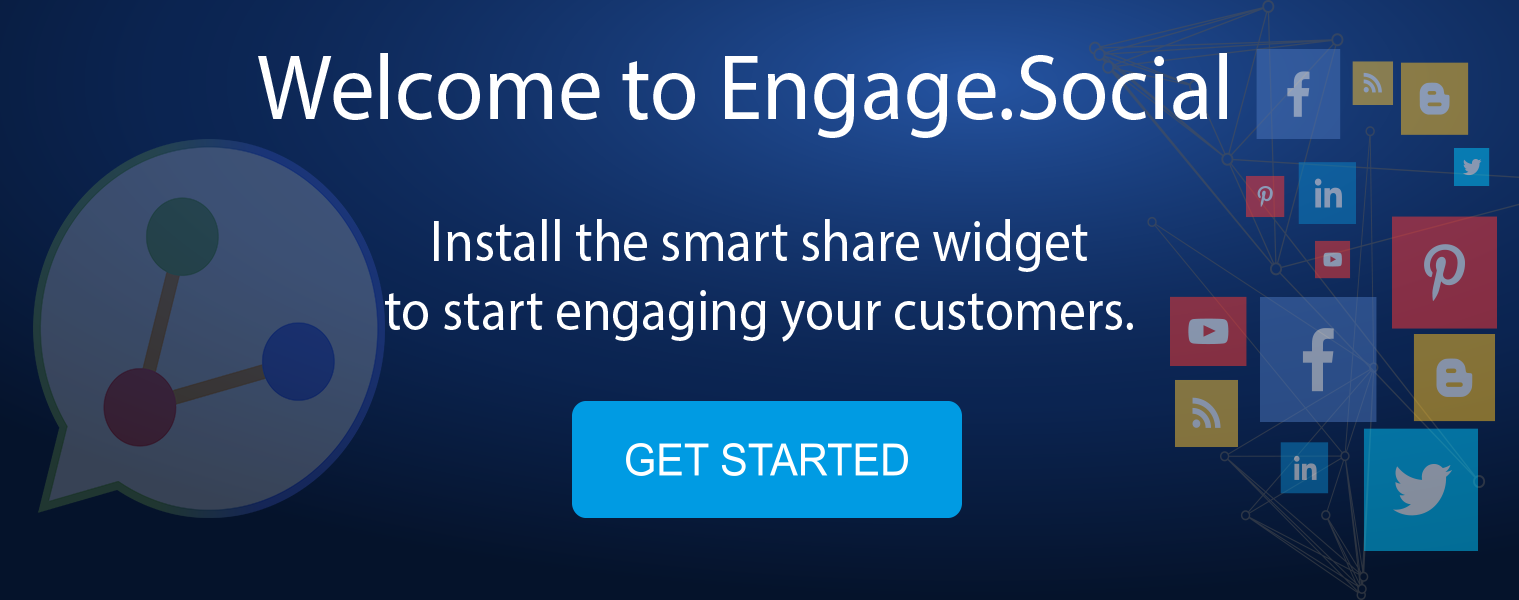 Welcome to Engage.Social
Install the smart share widget
to start engaging your customers.
GET STARTED